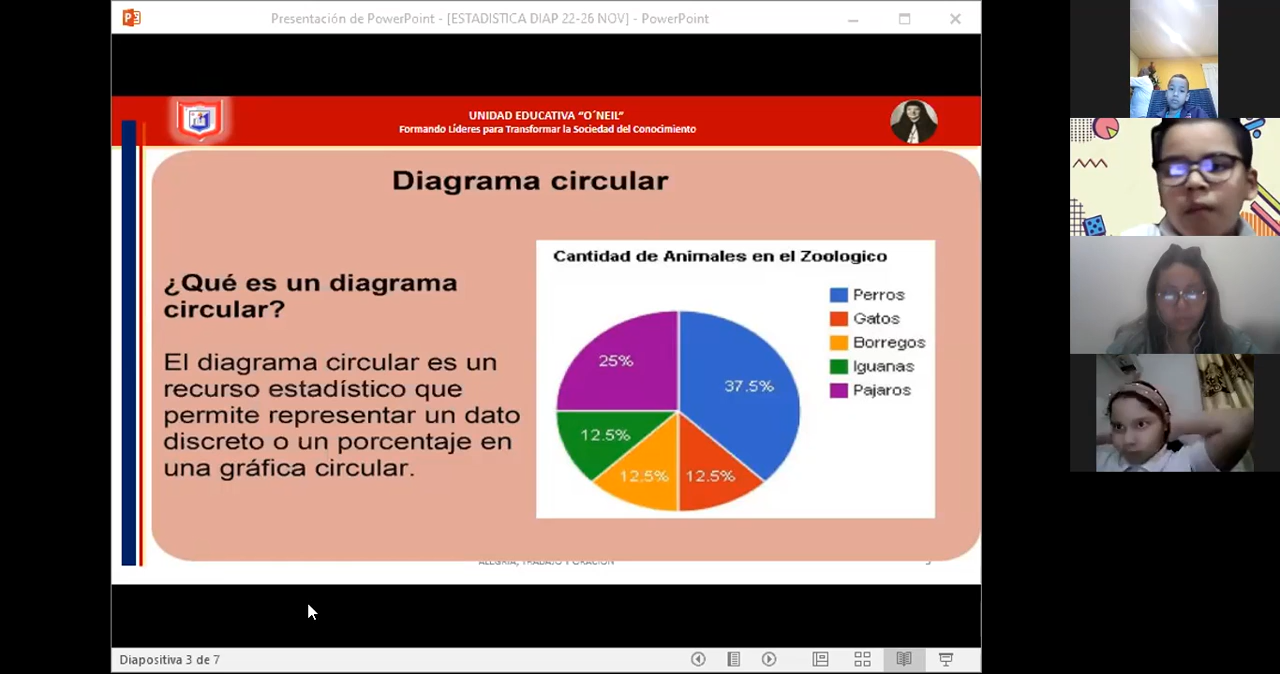 Presentación de PowerPoint - [ESTADISTICA DIAP 22-26 NOV] - PowerPoint
UNIDAD EDUCATIVA "O´NEIL"
Formando Líderes para Transformar la Sociedad del Conocimiento
Diagrama circular
¿Qué es un diagrama
circular?
El diagrama circular es un
recurso estadístico que
permite representar un dato
discreto o un porcentaje en
una gráfica circular.
Cantidad de Animales en el Zoologico
Perros
Gatos
Borregos
Iguanas
Pajaros
25%
37.5%
12.5%
12.5%
12.5%
ALEGRIA, TRABAJO Y ORACIÓN
Diapositiva 3 de 7